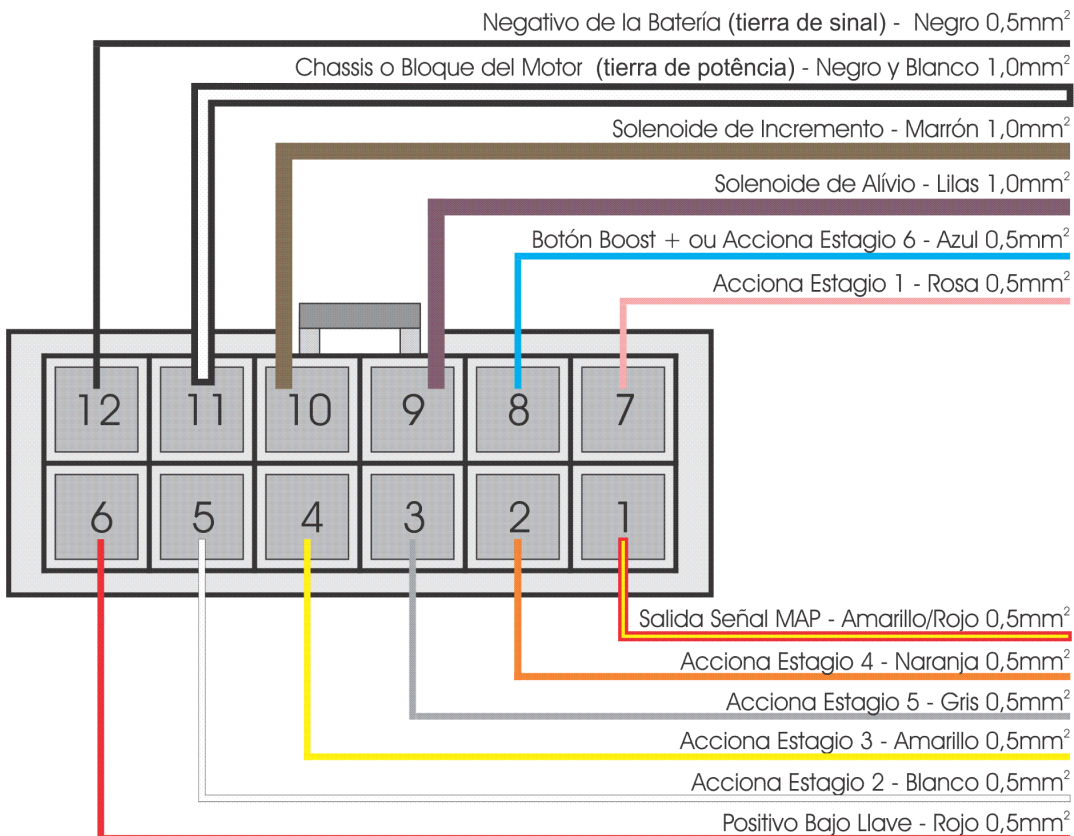 Negativo de la Batería (tierra de sinal) - Negro 0,5mm²
Chassis o Bloque del Motor (tierra de potência) - Negro y Blanco 1,0mm²
Solenoide de Incremento - Marrón 1,0mm²
Solenoide de Alívio - Lilas 1,0mm²
Botón Boost + ou Acciona Estagio 6 - Azul 0,5mm²
Acciona Estagio 1 - Rosa 0,5mm²
12 11 10 9 8 7
6 5 4 3 2 1
Salida Señal MAP - Amarillo/Rojo 0,5mm²
Acciona Estagio 4 - Naranja 0,5mm²
Acciona Estagio 5 - Gris 0,5mm²
Acciona Estagio 3 - Amarillo 0,5mm²
Acciona Estagio 2 - Blanco 0,5mm²
Positivo Bajo Llave - Rojo 0,5mm²